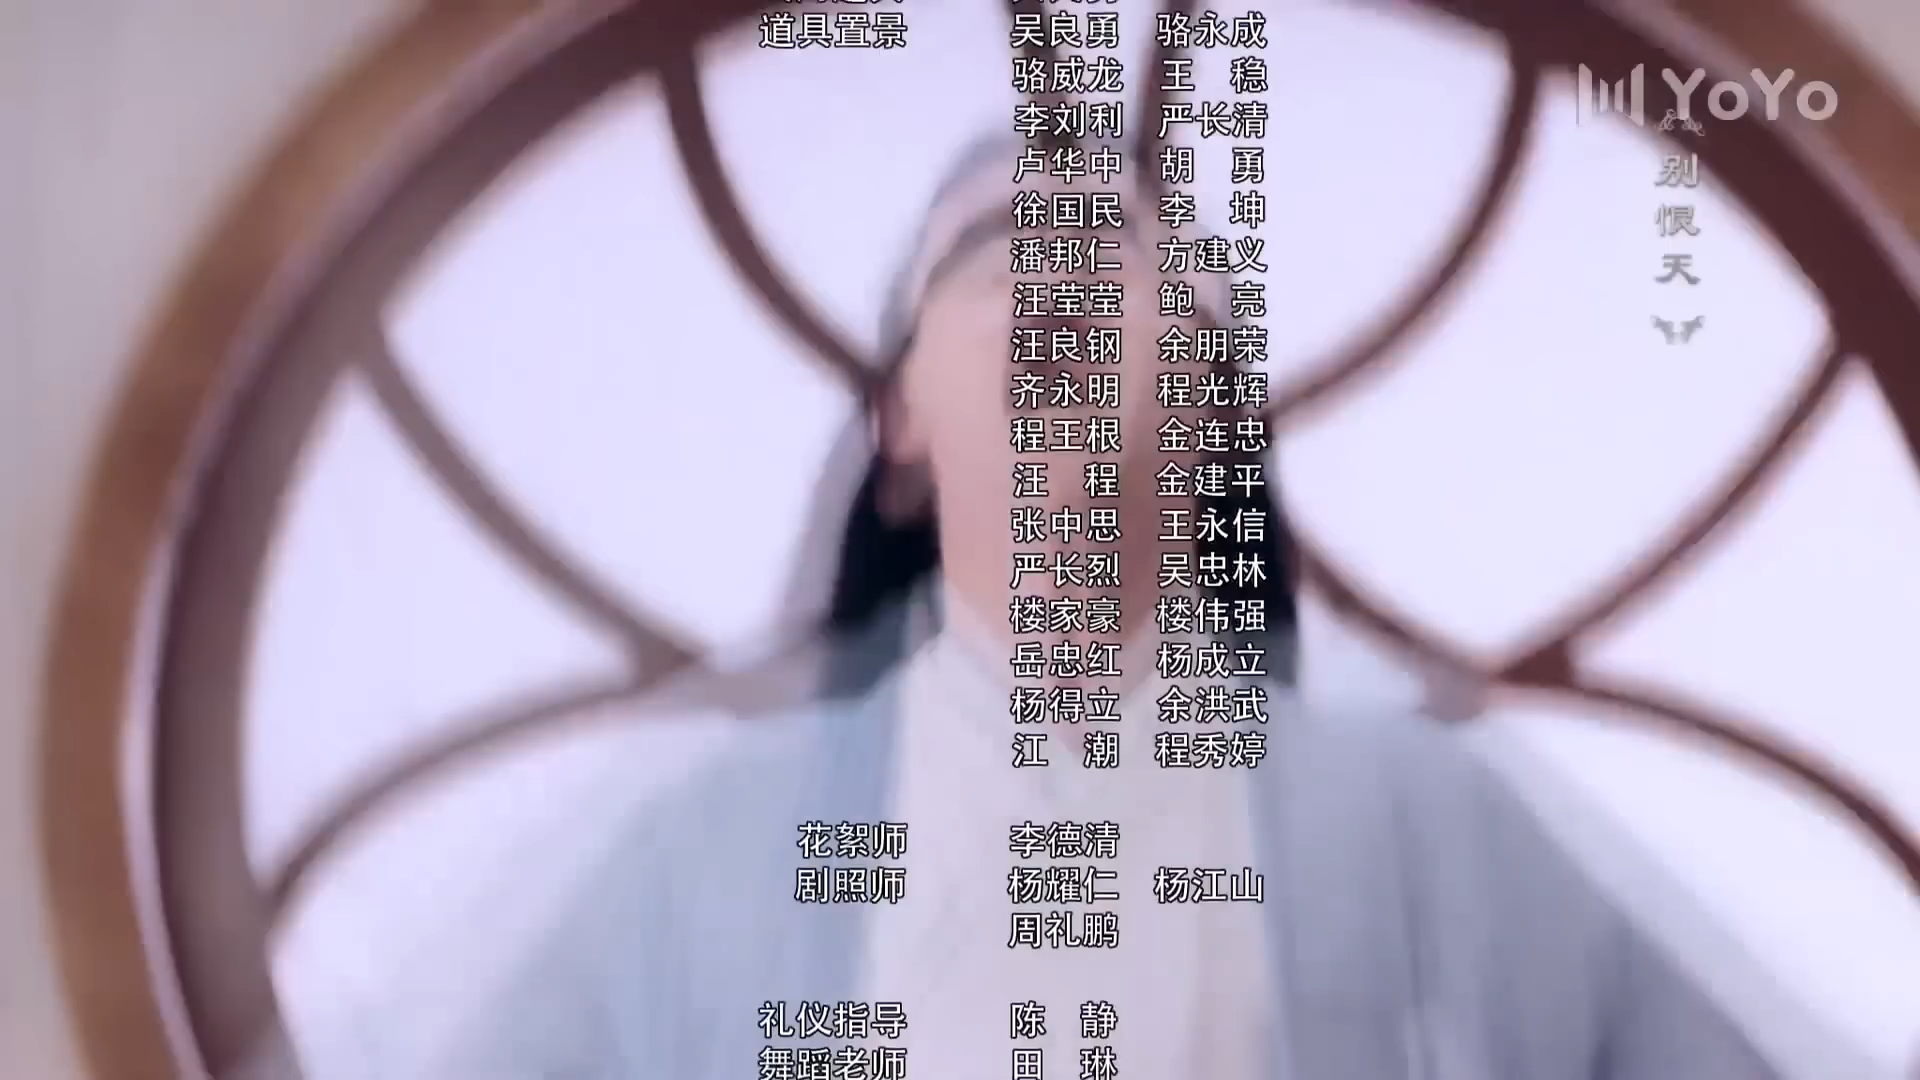 道具置景 吴良勇 骆永成
骆威龙 王 稳
李刘利 严长清
卢华中 胡 勇
徐国民 李 坤
潘邦仁 方建义
汪莹莹 鲍 亮
汪良钢 余朋荣
齐永明 程光辉
程王根 金连忠
汪 程 金建平
张中思 王永信
严长烈 吴忠林
楼家豪 楼伟强
岳忠红 杨成立
杨得立 余洪武
江 潮 程秀婷
花絮师 李德清
剧照师 杨耀仁 杨江山
周礼鹏
礼仪指导 陈 静
舞蹈老师 田 琳
YoYo
别恨天